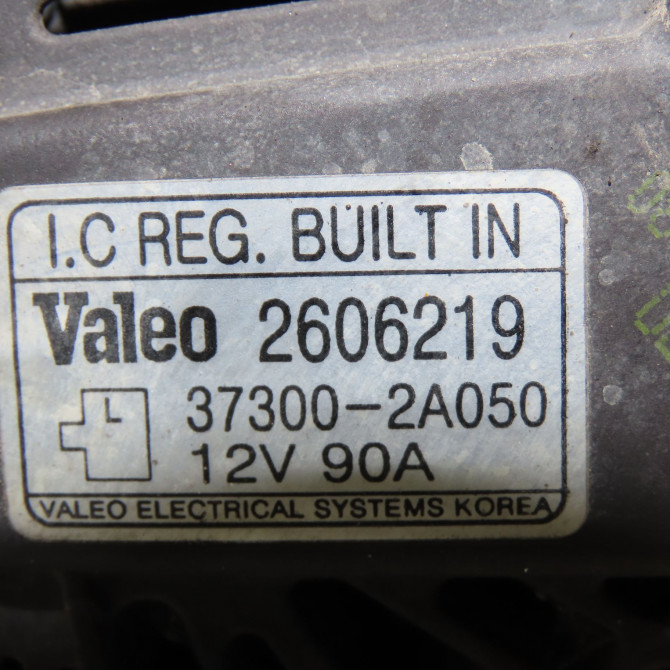 I.C REG. BUILT IN
Valeo 2606219
L 37300-2A050
12V 90A
VALEO ELECTRICAL SYSTEMS KOREA